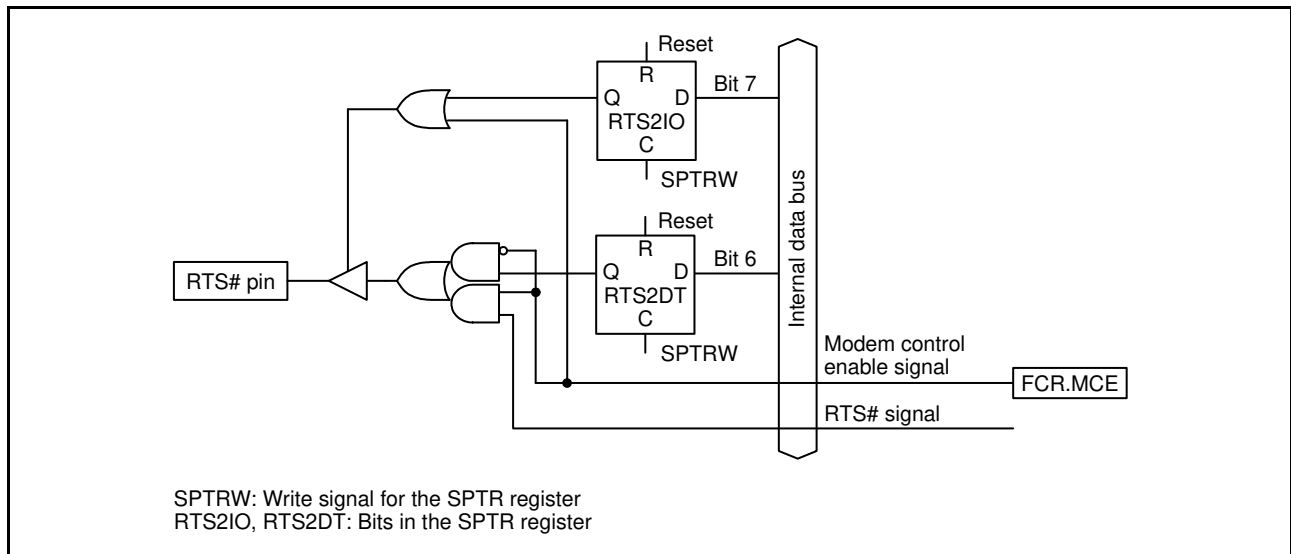 Reset
R
Q D
Bit 7
RTS2IO
C
SPTRW
Reset
R
Q D
Bit 6
RTS2DT
C
SPTRW
RTS# pin
Internal data bus
Modem control
enable signal
FCR.MCE
RTS# signal
SPTRW: Write signal for the SPTR register
RTS2IO, RTS2DT: Bits in the SPTR register